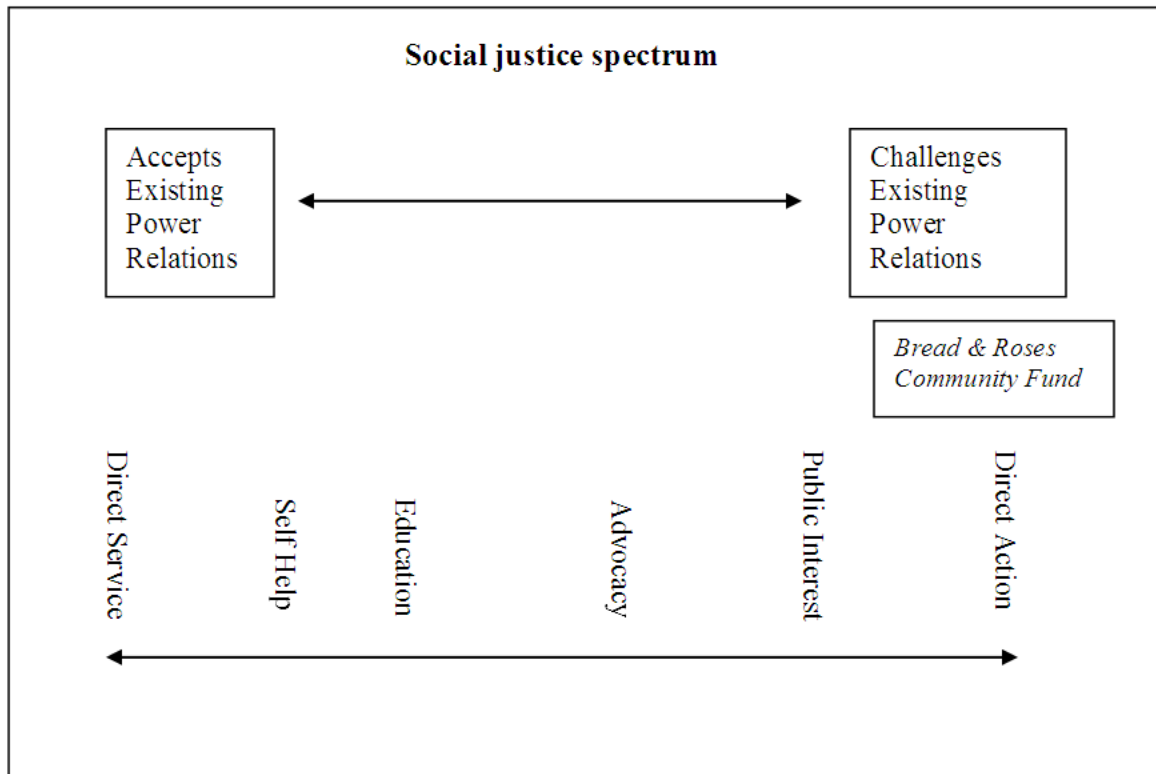 Social justice spectrum
Accepts
Existing
Power
Relations
Challenges
Existing
Power
Relations
Bread & Roses
Community Fund
Direct Service
Self Help
Education
Advocacy
Public Interest
Direct Action